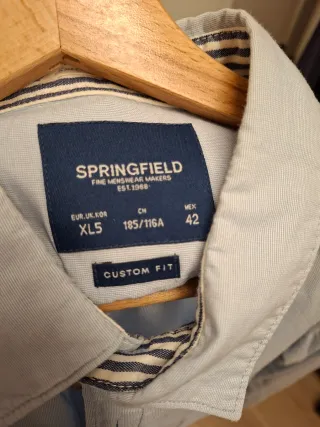 SPRINGFIELD
FINE MENSWEAR MAKERS
EST.1988
EUR.UK.KOR CN MEX
XL5 185/116A 42
CUSTOM FIT